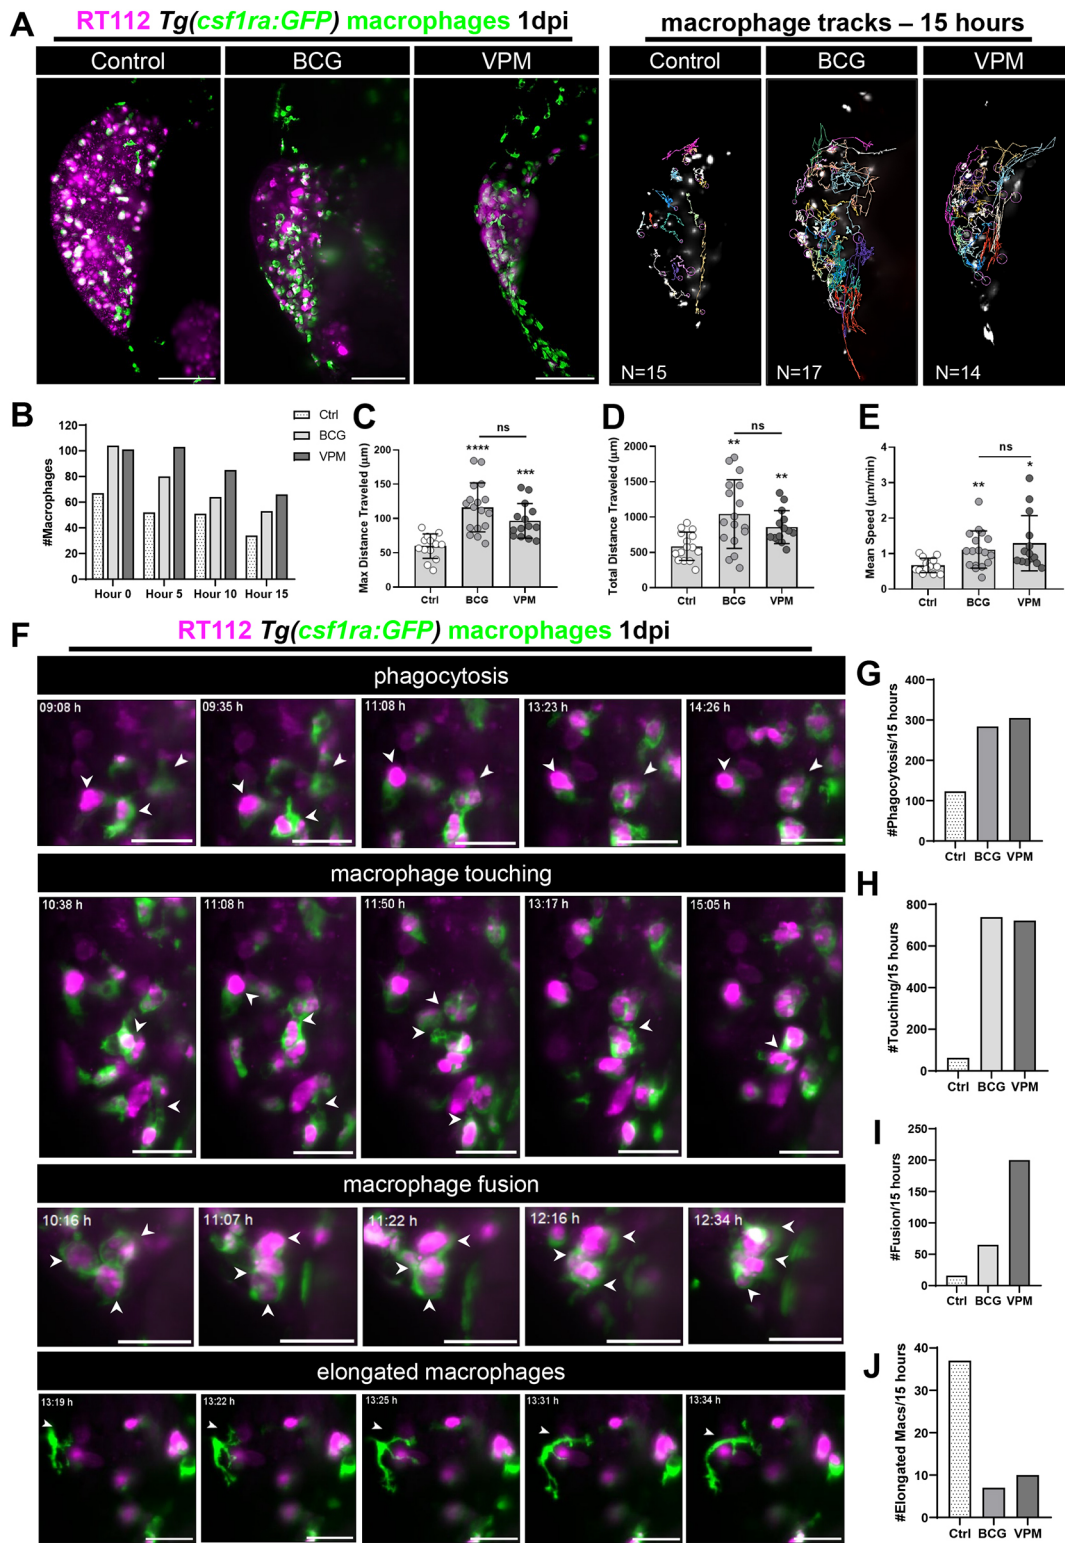 A
RT112 Tg(csf1ra:GFP) macrophages 1dpi
macrophage tracks – 15 hours
Control
BCG
VPM
Control
BCG
VPM
N=15
N=17
N=14
B
#Macrophages
120
100
80
60
40
20
0
Hour 0
Hour 5
Hour 10
Hour 15
Ctrl
BCG
VPM
C
Max Distance Traveled (µm)
200
150
100
50
0
****
ns
***
Ctrl
BCG
VPM
D
Total Distance Traveled (µm)
2000
1500
1000
500
0
**
ns
**
Ctrl
BCG
VPM
E
Mean Speed (µm/min)
4
3
2
1
0
**
ns
*
Ctrl
BCG
VPM
F
RT112 Tg(csf1ra:GFP) macrophages 1dpi
phagocytosis
09:08 h
09:35 h
11:08 h
13:23 h
14:26 h
macrophage touching
10:38 h
11:08 h
11:50 h
13:17 h
15:05 h
macrophage fusion
10:16 h
11:07 h
11:22 h
12:16 h
12:34 h
elongated macrophages
13:19 h
13:22 h
13:25 h
13:31 h
13:34 h
G
#Phagocytosis/15 hours
400
300
200
100
0
Ctrl
BCG
VPM
H
#Touching/15 hours
800
600
400
200
0
Ctrl
BCG
VPM
I
#Fusion/15 hours
250
200
150
100
50
0
Ctrl
BCG
VPM
J
#Elongated Macs/15 hours
40
30
20
10
0
Ctrl
BCG
VPM